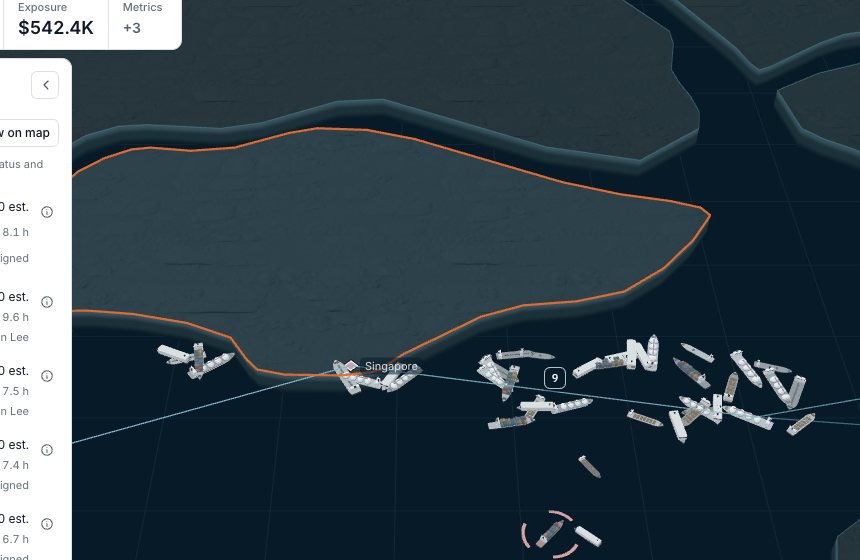 Exposure
Metrics
$542.4K
+3
w on map
atus and
0 est.
8.1 h
igned
0 est.
9.6 h
n Lee
0 est.
7.5 h
n Lee
0 est.
7.4 h
igned
0 est.
6.7 h
igned
Singapore
9